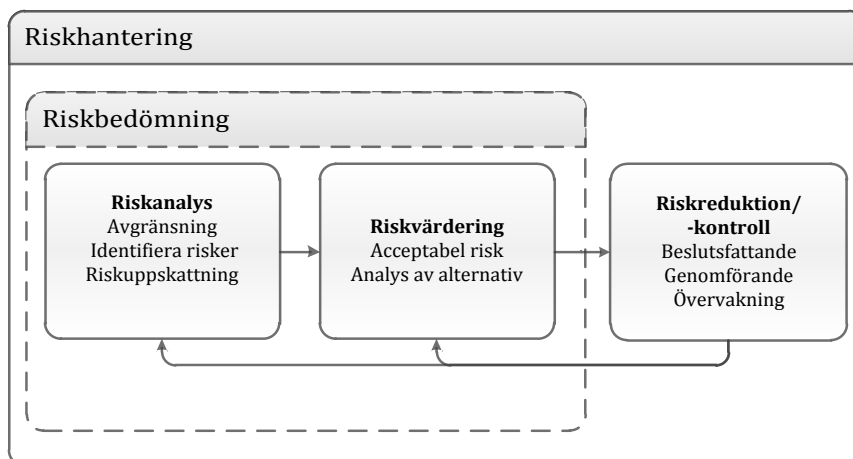 Riskhantering
Riskbedömning
Riskanalys
Avgränsning
Identifiera risker
Riskuppskattning
Riskvärdering
Acceptabel risk
Analys av alternativ
Riskreduktion/
-kontroll
Beslutsfattande
Genomförande
Övervakning